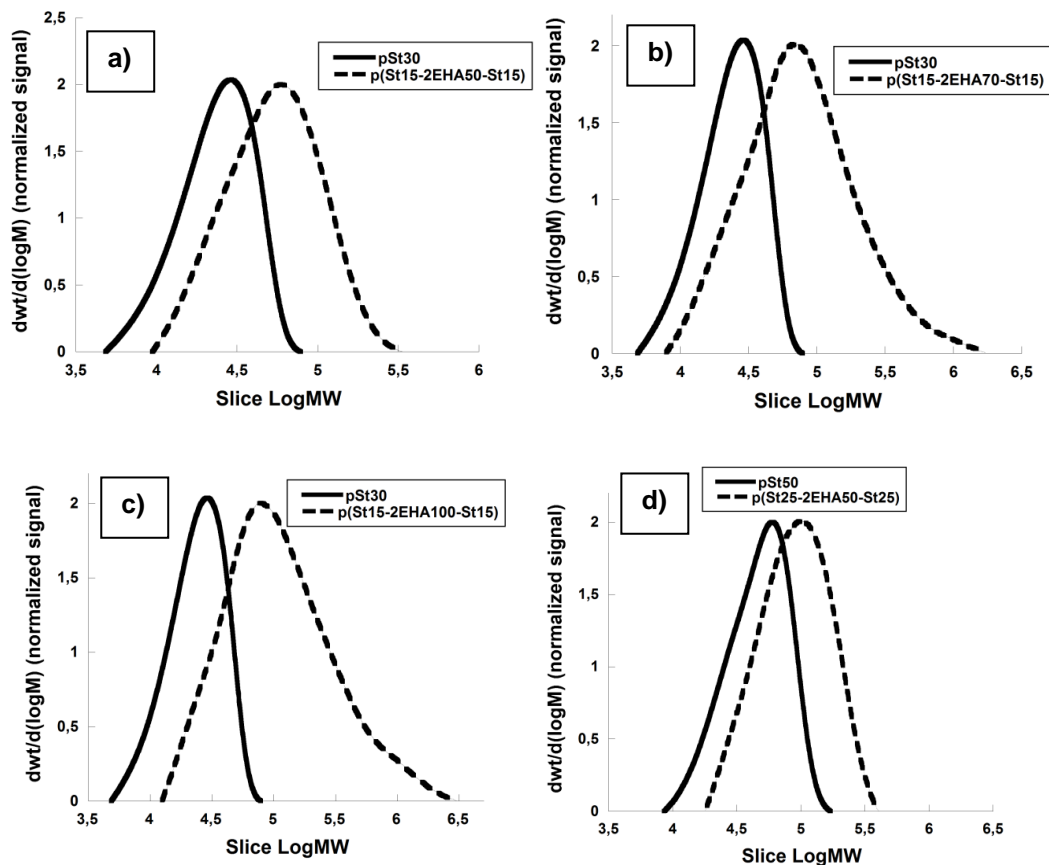 a)
pSt30
p(St15-2EHA50-St15)
dwt/d(logM) (normalized signal)
2,5
2
1,5
1
0,5
0
3,5 4 4,5 5 5,5 6
Slice LogMW
b)
pSt30
p(St15-2EHA70-St15)
dwt/d(logM) (normalized signal)
2
1,5
1
0,5
0
3,5 4 4,5 5 5,5 6 6,5
Slice LogMW
c)
pSt30
p(St15-2EHA100-St15)
dwt/d(logM) (normalized signal)
2
1,5
1
0,5
0
3,5 4 4,5 5 5,5 6 6,5
Slice LogMW
d)
pSt50
p(St25-2EHA50-St25)
dwt/d(logM) (normalized signal)
2
1,5
1
0,5
0
3,5 4 4,5 5 5,5 6 6,5
Slice LogMW